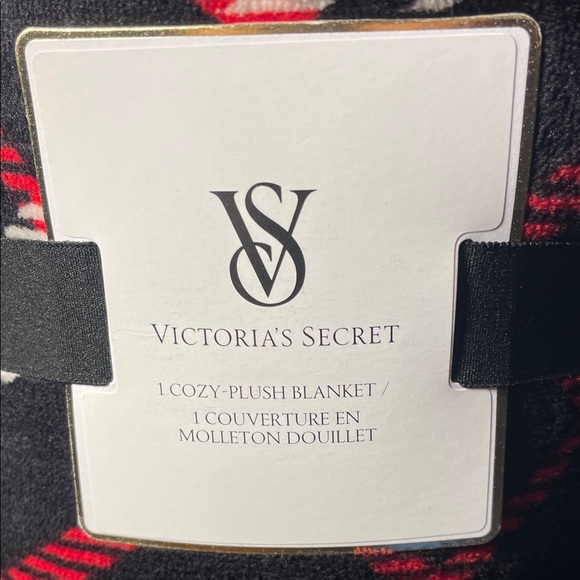 VS
VICTORIA'S SECRET
1 COZY-PLUSH BLANKET /
1 COUVERTURE EN
MOLLETON DOUILLET